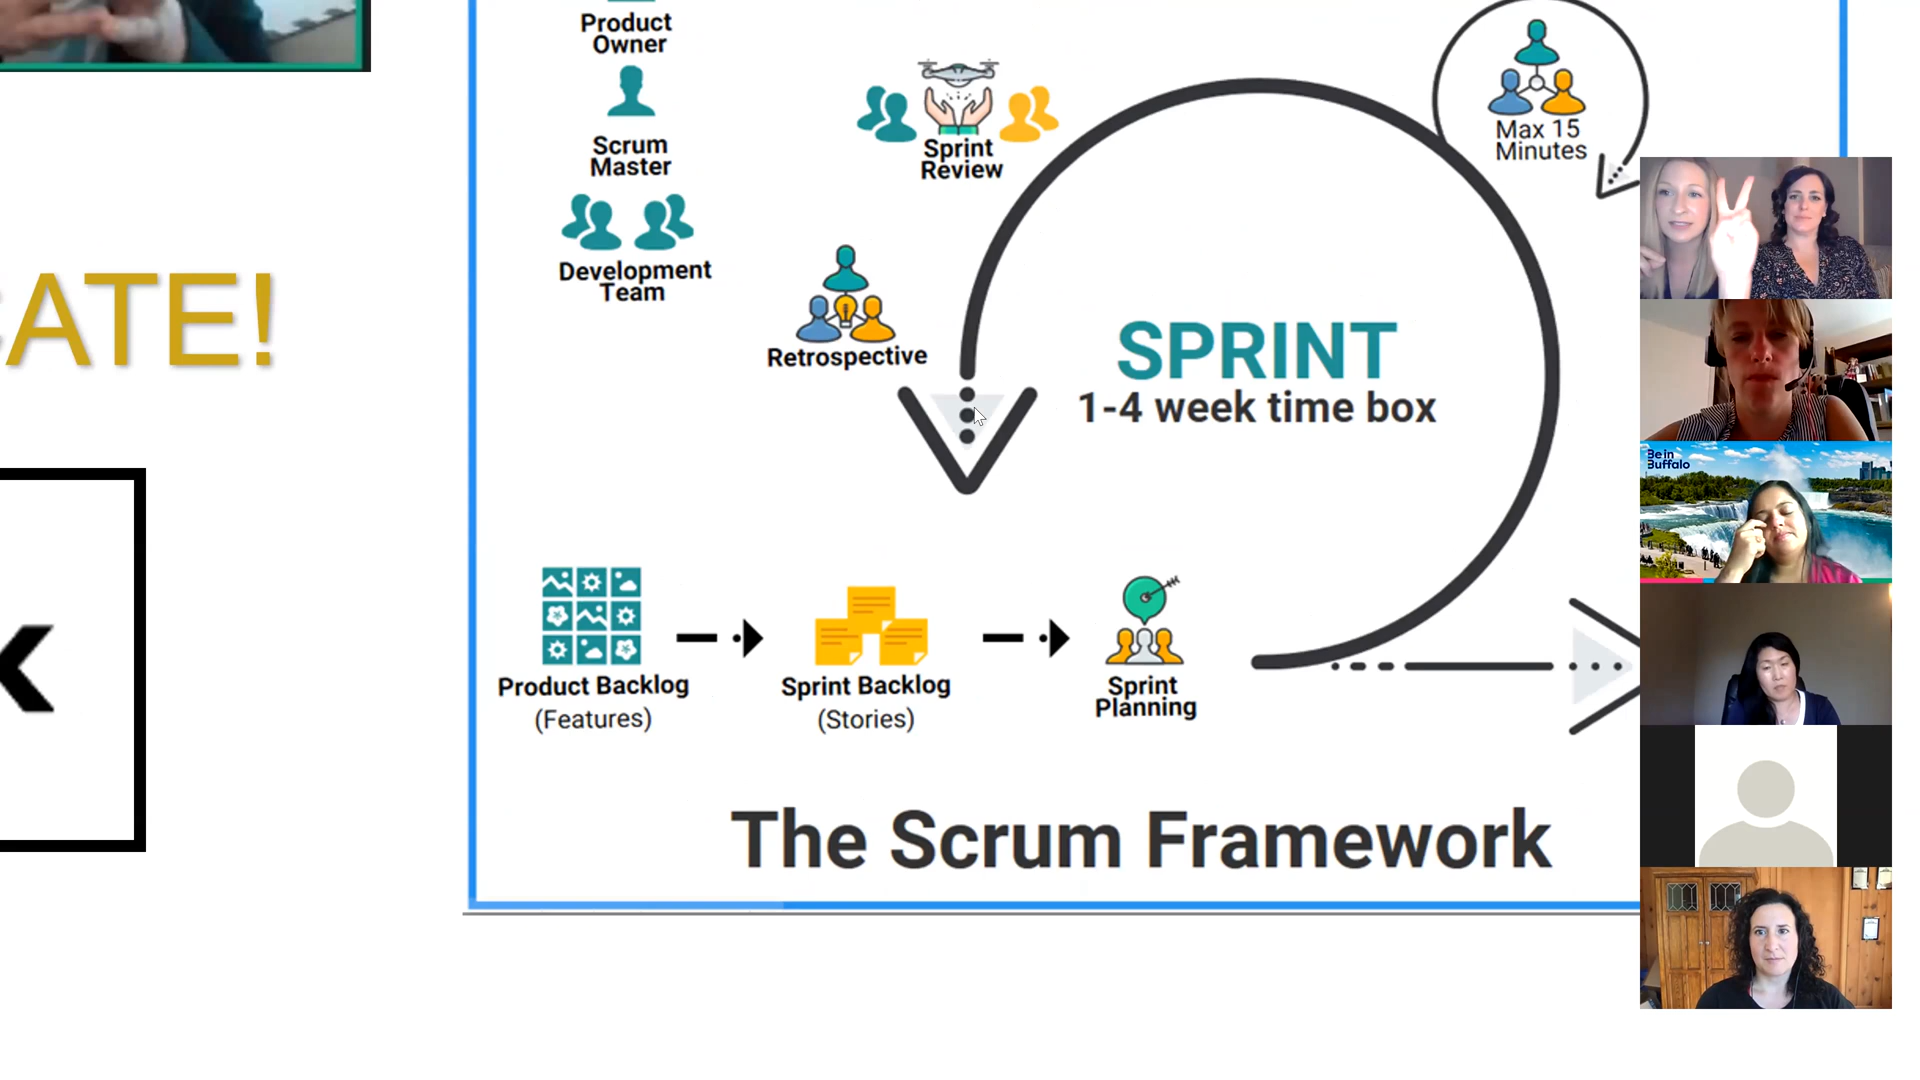 CATE!
Product
Owner
Scrum
Master
Development
Team
Sprint
Review
Retrospective
Max 15
Minutes
SPRINT
1-4 week time box
Product Backlog
(Features)
Sprint Backlog
(Stories)
Sprint
Planning
The Scrum Framework
Be in
Buffalo